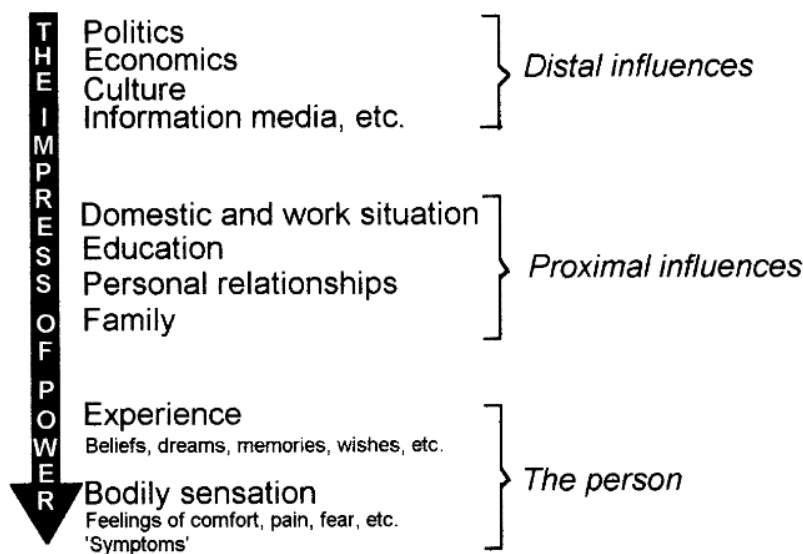 THE IMPRESS OF POWER
Politics
Economics
Culture
Information media, etc.
Distal influences
Domestic and work situation
Education
Personal relationships
Family
Proximal influences
Experience
Beliefs, dreams, memories, wishes, etc.
Bodily sensation
Feelings of comfort, pain, fear, etc.
'Symptoms'
The person